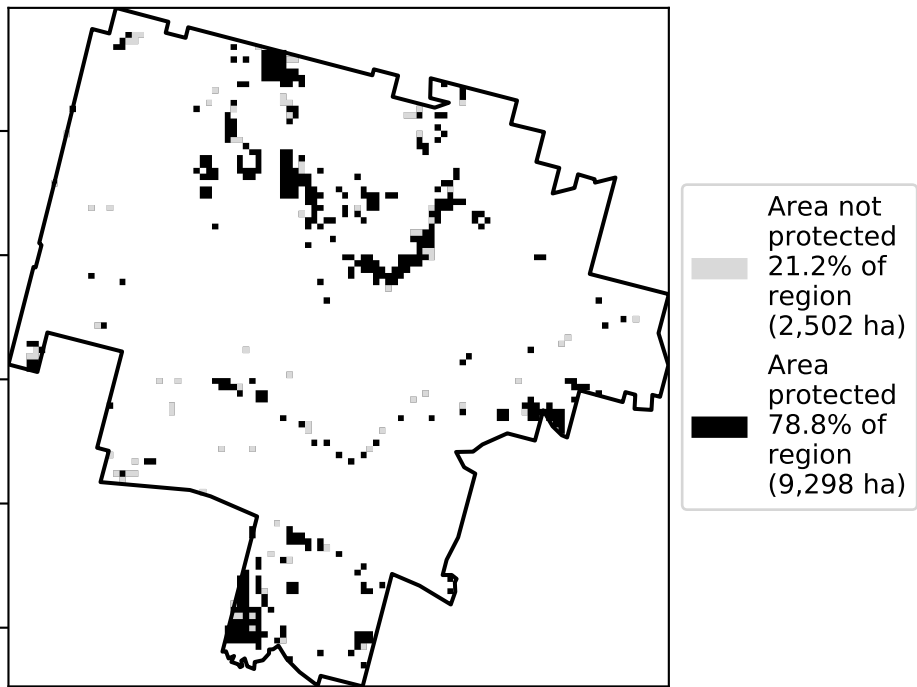 Area not
protected
21.2% of
region
(2,502 ha)
Area
protected
78.8% of
region
(9,298 ha)